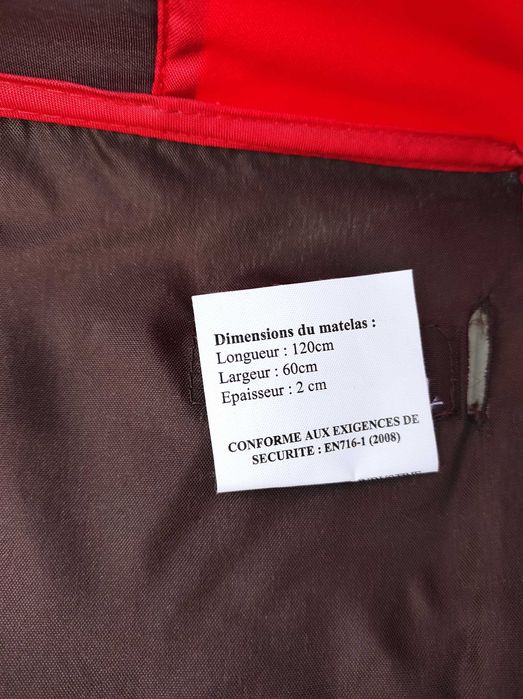 Dimensions du matelas :
Longueur : 120cm
Largeur : 60cm
Epaisseur : 2 cm
CONFORME AUX EXIGENCES DE
SECURITE : EN716-1 (2008)